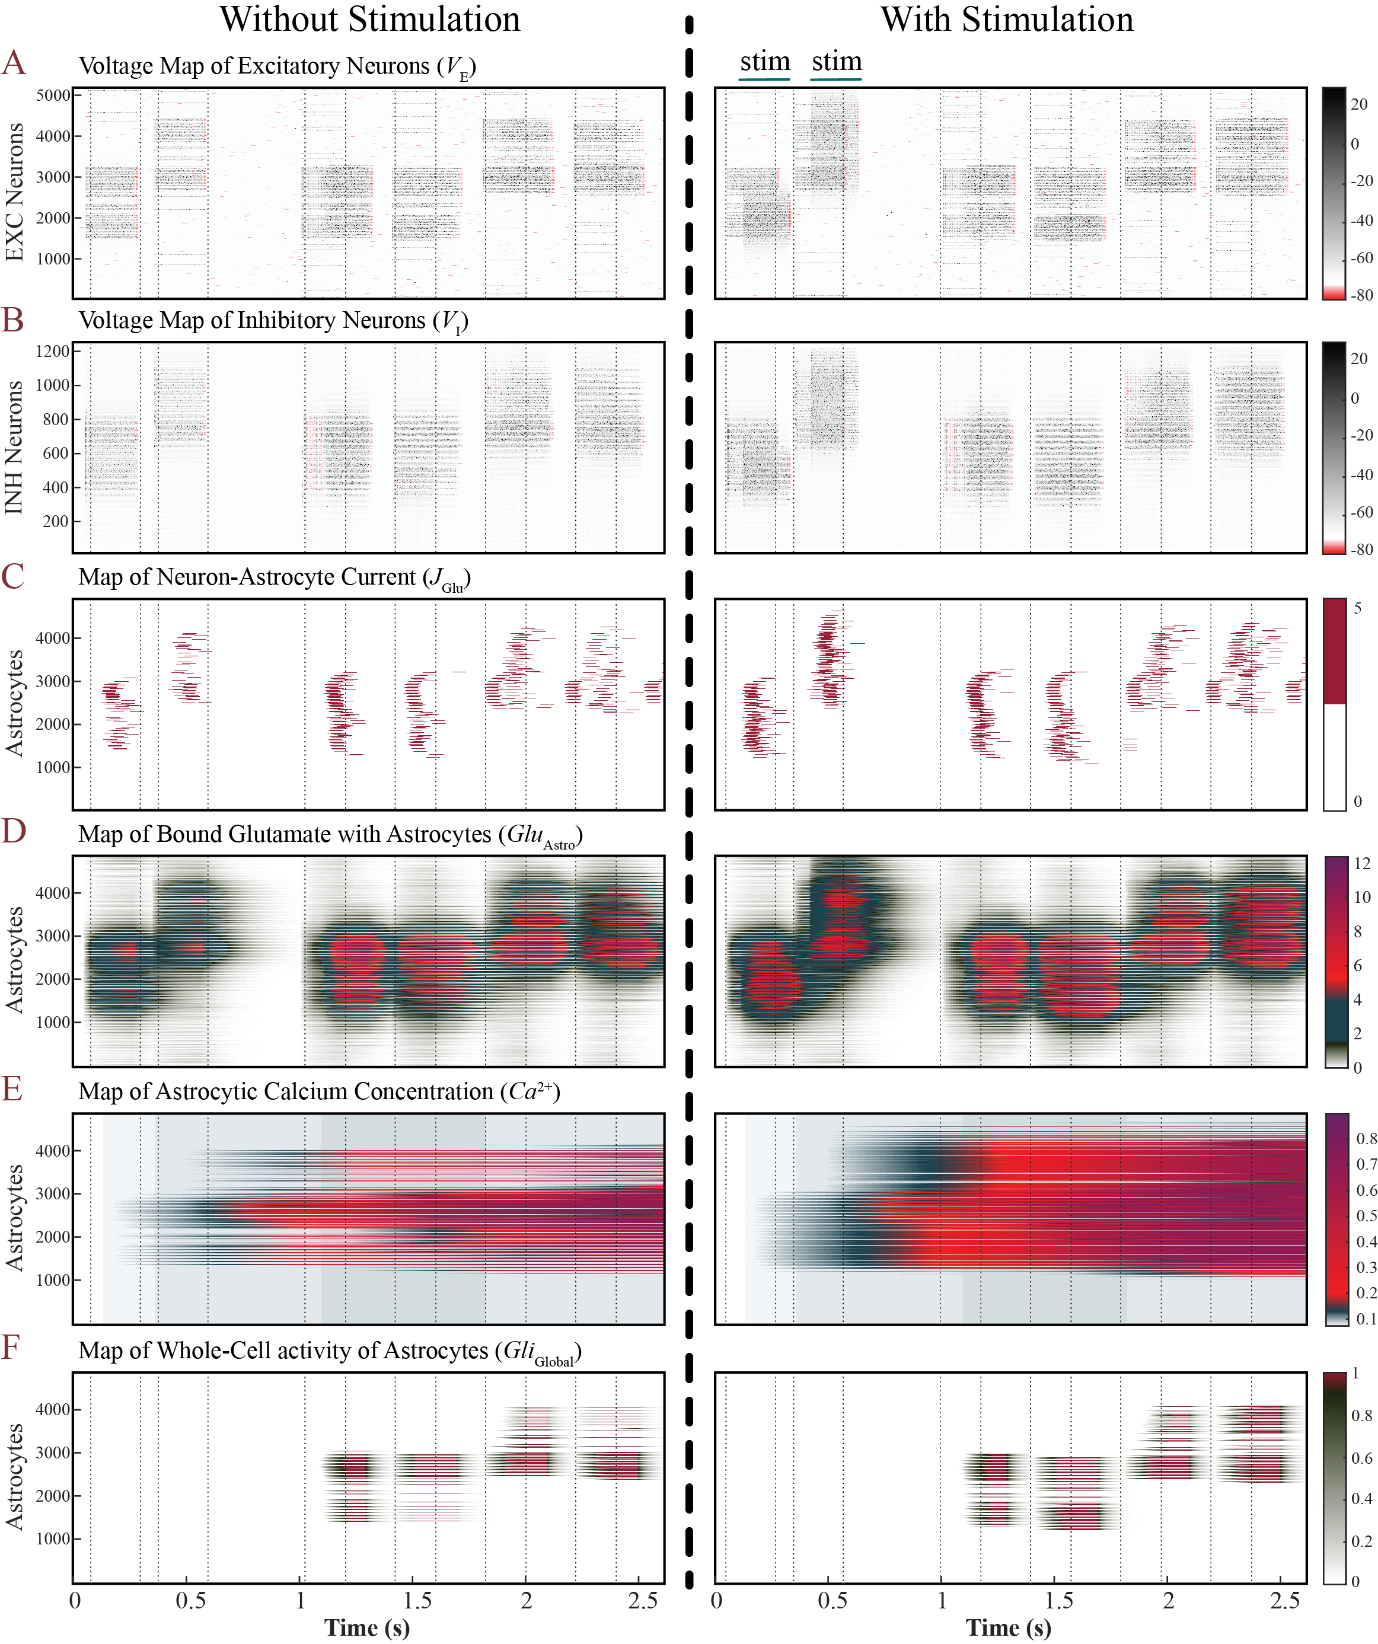 Without Stimulation
With Stimulation
A
Voltage Map of Excitatory Neurons (V_E)
stim
stim
EXC Neurons
5000
4000
3000
2000
1000
20
0
-20
-40
-60
-80
B
Voltage Map of Inhibitory Neurons (V_I)
INH Neurons
1200
1000
800
600
400
200
20
0
-20
-40
-60
-80
C
Map of Neuron-Astrocyte Current (J_Glu)
Astrocytes
4000
3000
2000
1000
5
0
D
Map of Bound Glutamate with Astrocytes (Glu_Astro)
Astrocytes
4000
3000
2000
1000
12
10
8
6
4
2
0
E
Map of Astrocytic Calcium Concentration (Ca²⁺)
Astrocytes
4000
3000
2000
1000
0.8
0.7
0.6
0.5
0.4
0.3
0.2
0.1
F
Map of Whole-Cell activity of Astrocytes (Gli_Global)
Astrocytes
4000
3000
2000
1000
1
0.8
0.6
0.4
0.2
0
0 0.5 1 1.5 2 2.5
0 0.5 1 1.5 2 2.5
Time (s)
Time (s)